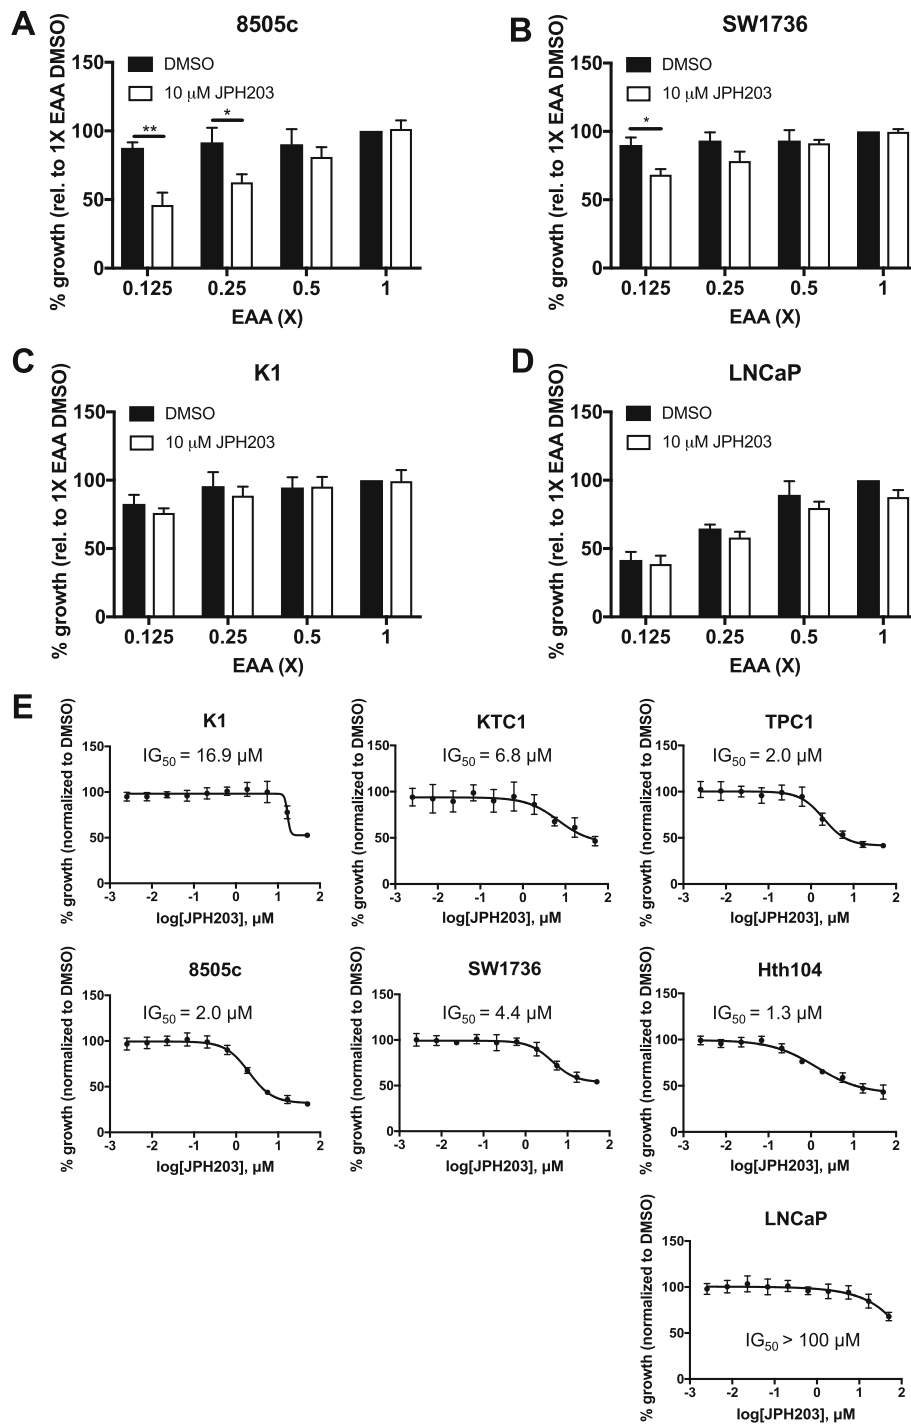 A
8505c
% growth (rel. to 1X EAA DMSO)
150
100
50
0
DMSO
10 μM JPH203
**
*
0.125 0.25 0.5 1
EAA (X)
B
SW1736
% growth (rel. to 1X EAA DMSO)
150
100
50
0
DMSO
10 μM JPH203
*
0.125 0.25 0.5 1
EAA (X)
C
K1
% growth (rel. to 1X EAA DMSO)
150
100
50
0
DMSO
10 μM JPH203
0.125 0.25 0.5 1
EAA (X)
D
LNCaP
% growth (rel. to 1X EAA DMSO)
150
100
50
0
DMSO
10 μM JPH203
0.125 0.25 0.5 1
EAA (X)
E
K1
% growth (normalized to DMSO)
IG50 = 16.9 μM
150
100
50
0
-3 -2 -1 0 1 2
log[JPH203], μM
KTC1
% growth (normalized to DMSO)
IG50 = 6.8 μM
150
100
50
0
-3 -2 -1 0 1 2
log[JPH203], μM
TPC1
% growth (normalized to DMSO)
IG50 = 2.0 μM
150
100
50
0
-3 -2 -1 0 1 2
log[JPH203], μM
8505c
% growth (normalized to DMSO)
IG50 = 2.0 μM
150
100
50
0
-3 -2 -1 0 1 2
log[JPH203], μM
SW1736
% growth (normalized to DMSO)
IG50 = 4.4 μM
150
100
50
0
-3 -2 -1 0 1 2
log[JPH203], μM
Hth104
% growth (normalized to DMSO)
IG50 = 1.3 μM
150
100
50
0
-3 -2 -1 0 1 2
log[JPH203], μM
LNCaP
% growth (normalized to DMSO)
150
100
50
0
IG50 > 100 μM
-3 -2 -1 0 1 2
log[JPH203], μM